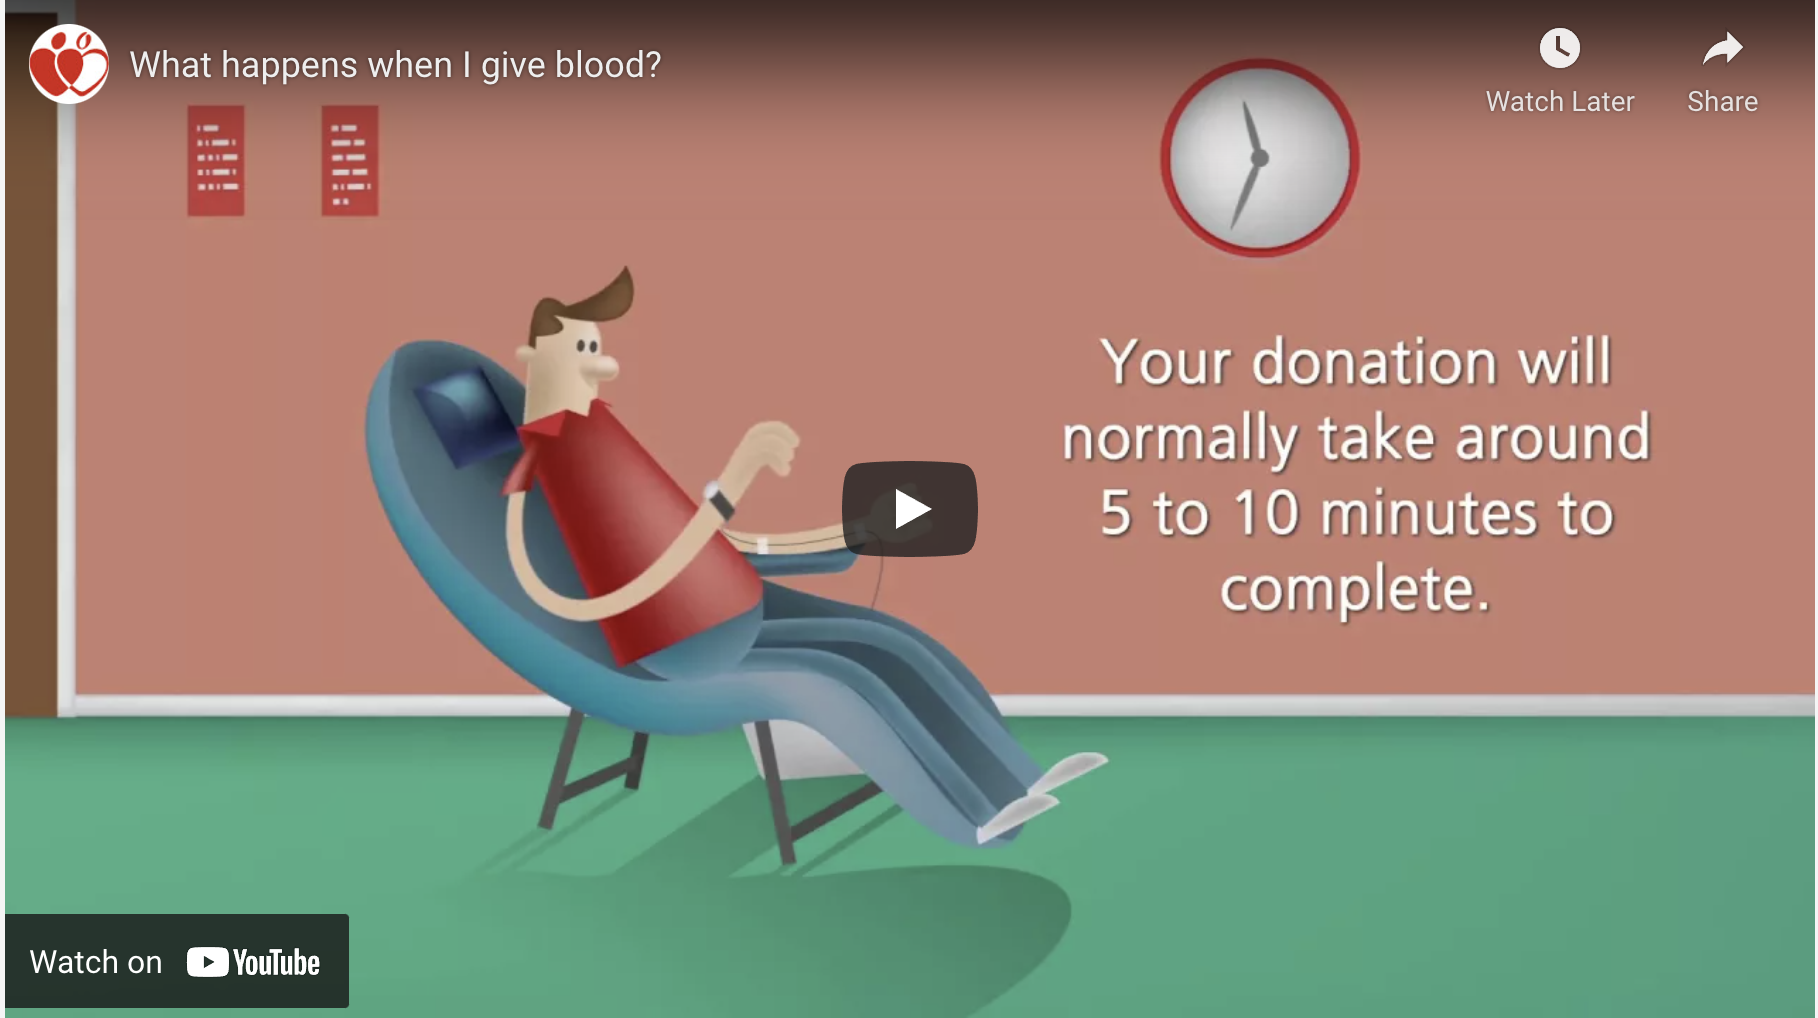 What happens when I give blood?
Watch Later
Share
Your donation will
normally take around
5 to 10 minutes to
complete.
Watch on YouTube